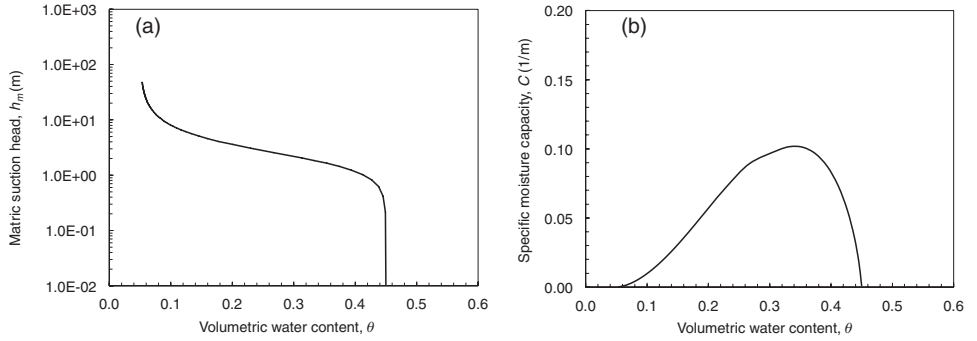 (a)
1.0E+03
1.0E+02
1.0E+01
1.0E+00
1.0E-01
1.0E-02
Matric suction head, hm (m)
0.0 0.1 0.2 0.3 0.4 0.5 0.6
Volumetric water content, θ
(b)
0.20
0.15
0.10
0.05
0.00
Specific moisture capacity, C (1/m)
0.0 0.1 0.2 0.3 0.4 0.5 0.6
Volumetric water content, θ